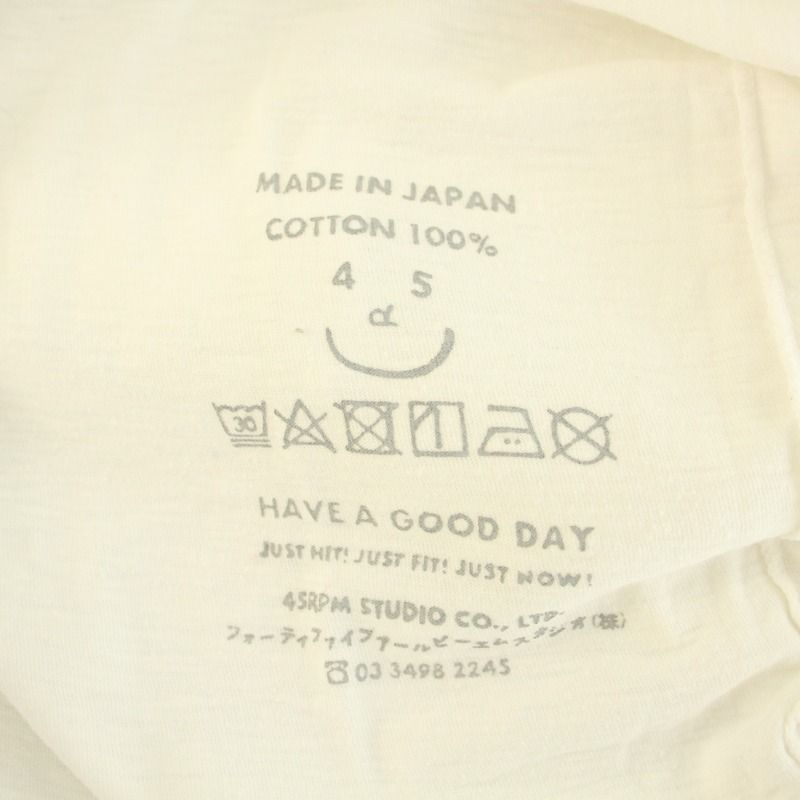 MADE IN JAPAN
COTTON 100%
4 5
R
30
HAVE A GOOD DAY
JUST HIT! JUST FIT! JUST NOW!
45RPM STUDIO CO., LTD.
フォーティファイブアールピーエムスタジオ(株)
☎03 3498 2245